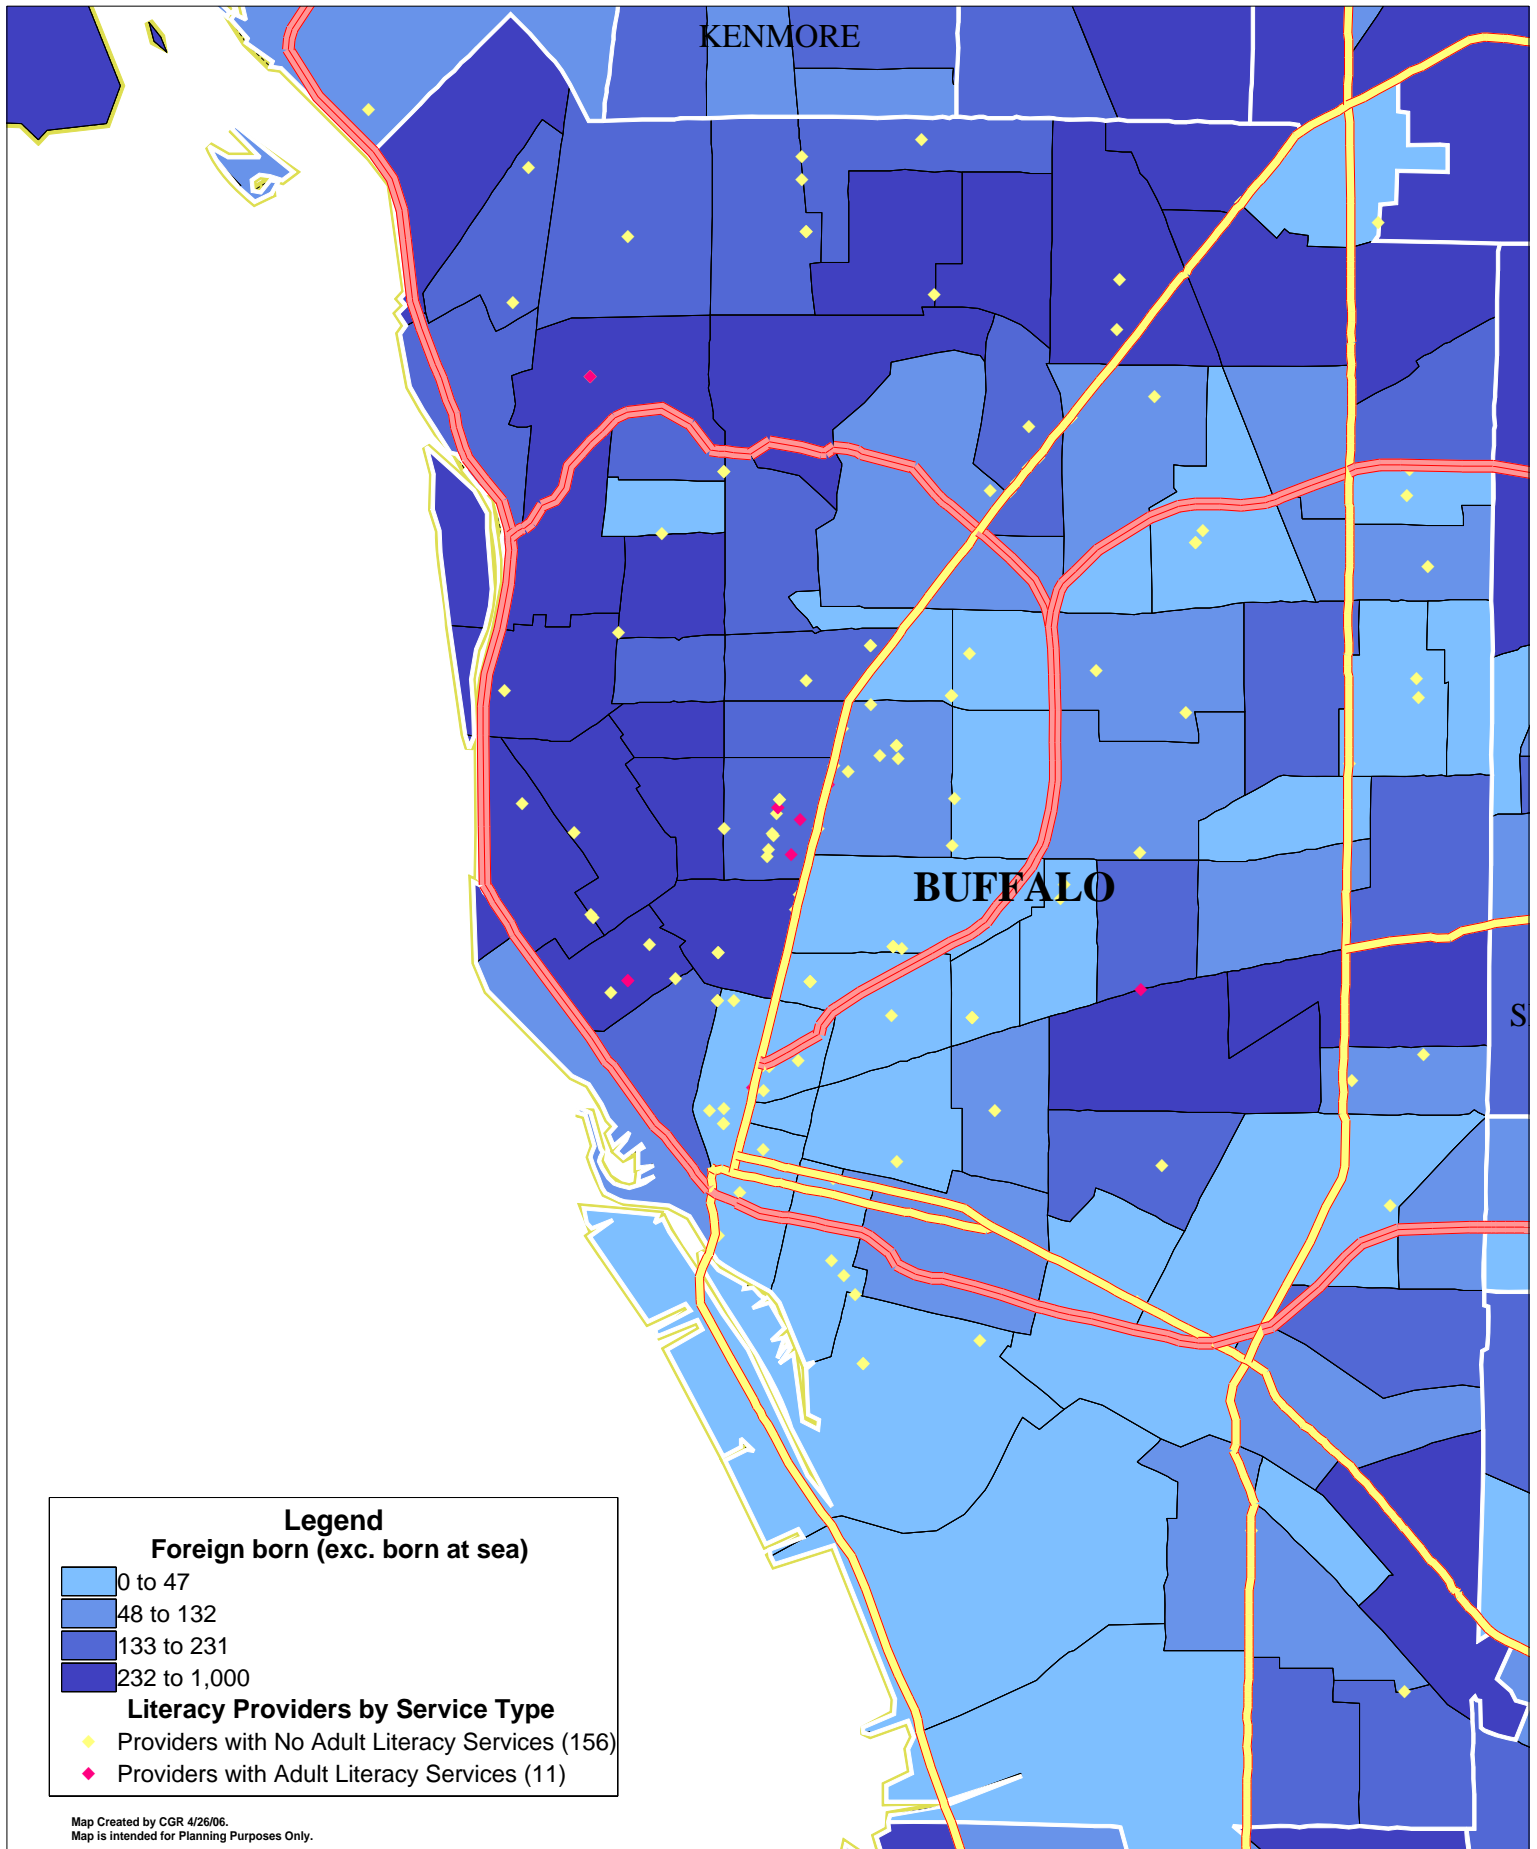 KENMORE
BUFFALO
S
Legend
Foreign born (exc. born at sea)
0 to 47
48 to 132
133 to 231
232 to 1,000
Literacy Providers by Service Type
Providers with No Adult Literacy Services (156)
Providers with Adult Literacy Services (11)
Map Created by CGR 4/26/06.
Map is intended for Planning Purposes Only.